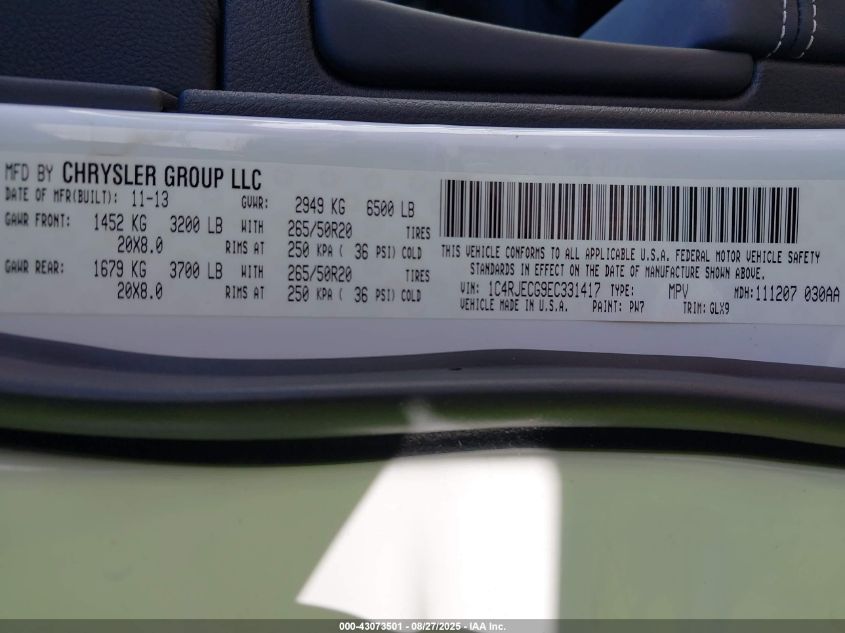 MFD BY CHRYSLER GROUP LLC
DATE OF MFR(BUILT): 11-13 GVWR: 2949 KG 6500 LB
GAWR FRONT: 1452 KG 3200 LB WITH 265/50R20 TIRES
20X8.0 RIMS AT 250 KPA ( 36 PSI) COLD
GAWR REAR: 1679 KG 3700 LB WITH 265/50R20 TIRES
20X8.0 RIMS AT 250 KPA ( 36 PSI) COLD
THIS VEHICLE CONFORMS TO ALL APPLICABLE U.S.A. FEDERAL MOTOR VEHICLE SAFETY
STANDARDS IN EFFECT ON THE DATE OF MANUFACTURE SHOWN ABOVE.
VIN: 1C4RJECG9EC331417 TYPE: MPV MDH:111207 030AA
VEHICLE MADE IN U.S.A. PAINT: PW7 TRIM: GLX9
000-43073501 - 08/27/2025 - IAA Inc.